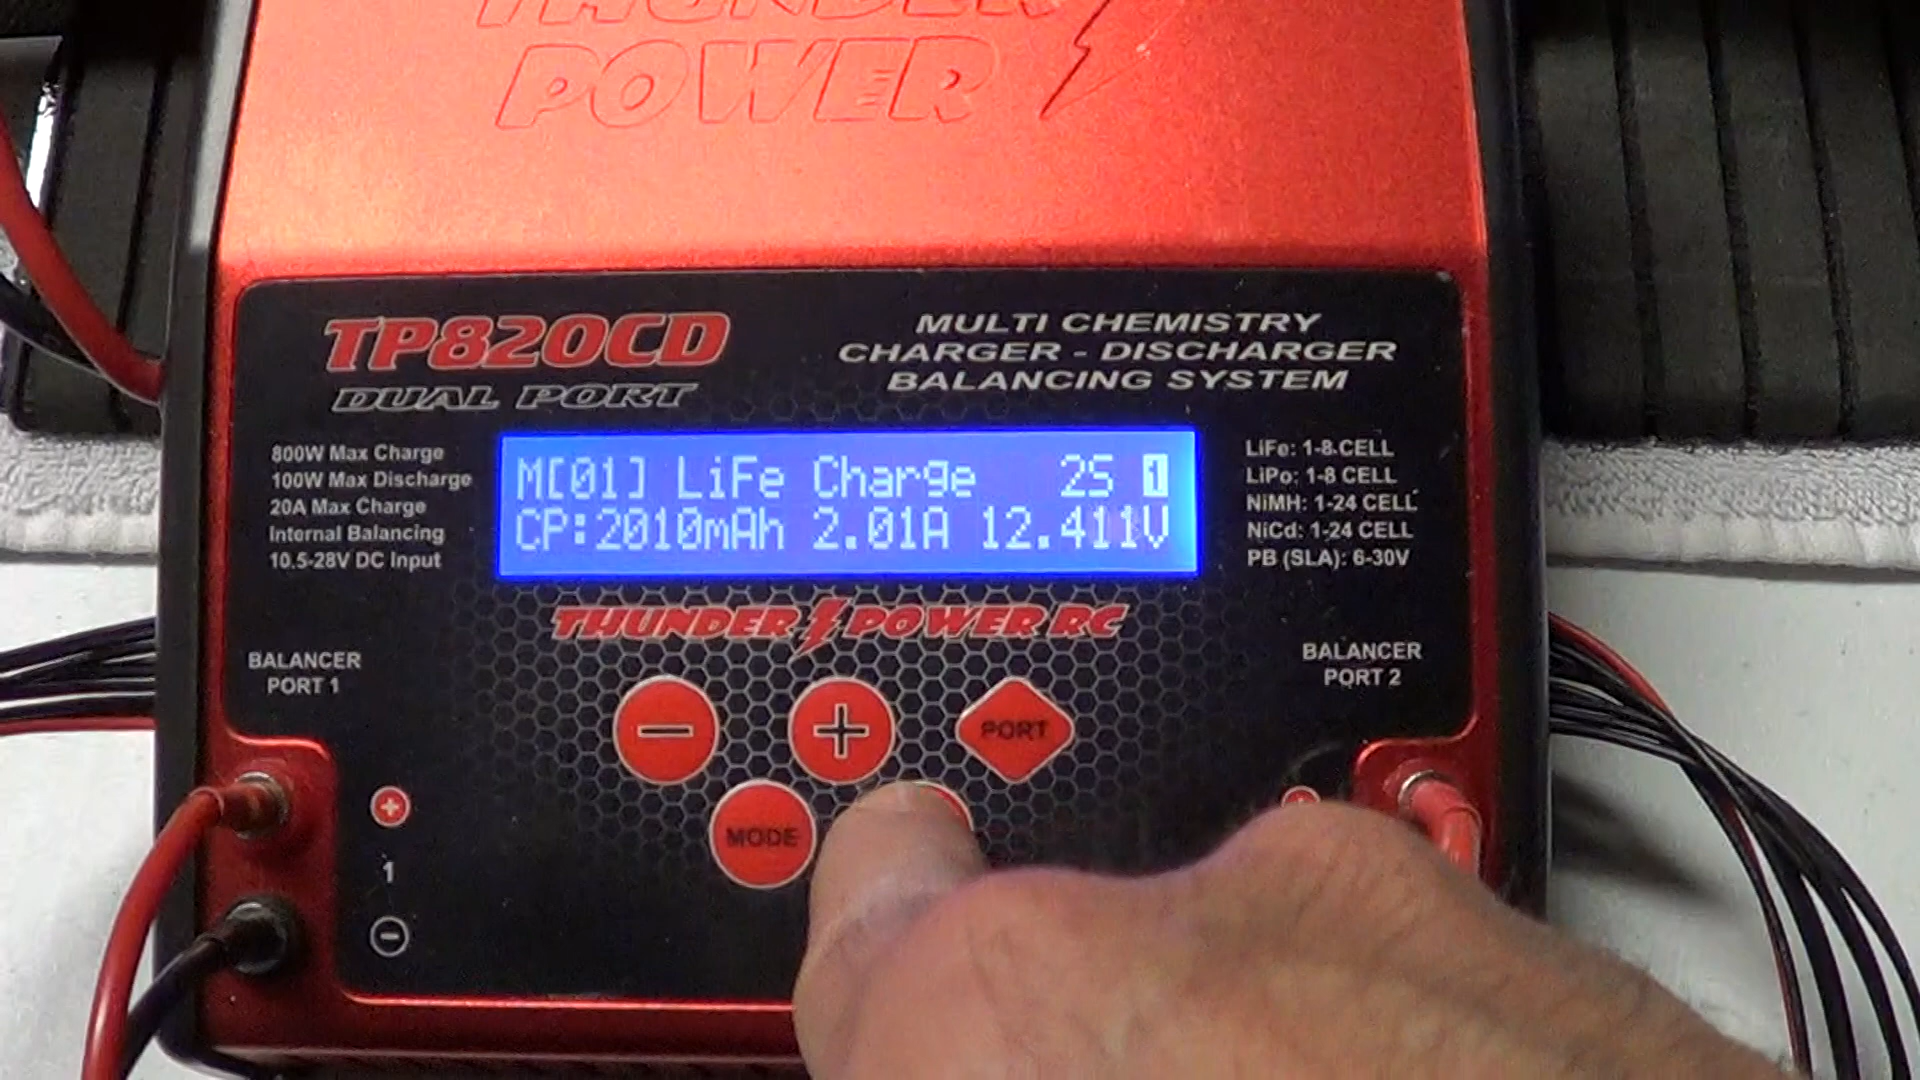 THUNDER
POWER
TP820CD
DUAL PORT
MULTI CHEMISTRY
CHARGER - DISCHARGER
BALANCING SYSTEM
800W Max Charge
100W Max Discharge
20A Max Charge
Internal Balancing
10.5-28V DC Input
M[01] LiFe Charge 2S 1
CP:2010mAh 2.01A 12.411V
LiFe: 1-8 CELL
LiPo: 1-8 CELL
NiMH: 1-24 CELL
NiCd: 1-24 CELL
PB (SLA): 6-30V
THUNDER POWER RC
BALANCER
PORT 1
BALANCER
PORT 2
- + PORT
MODE
+
1
-